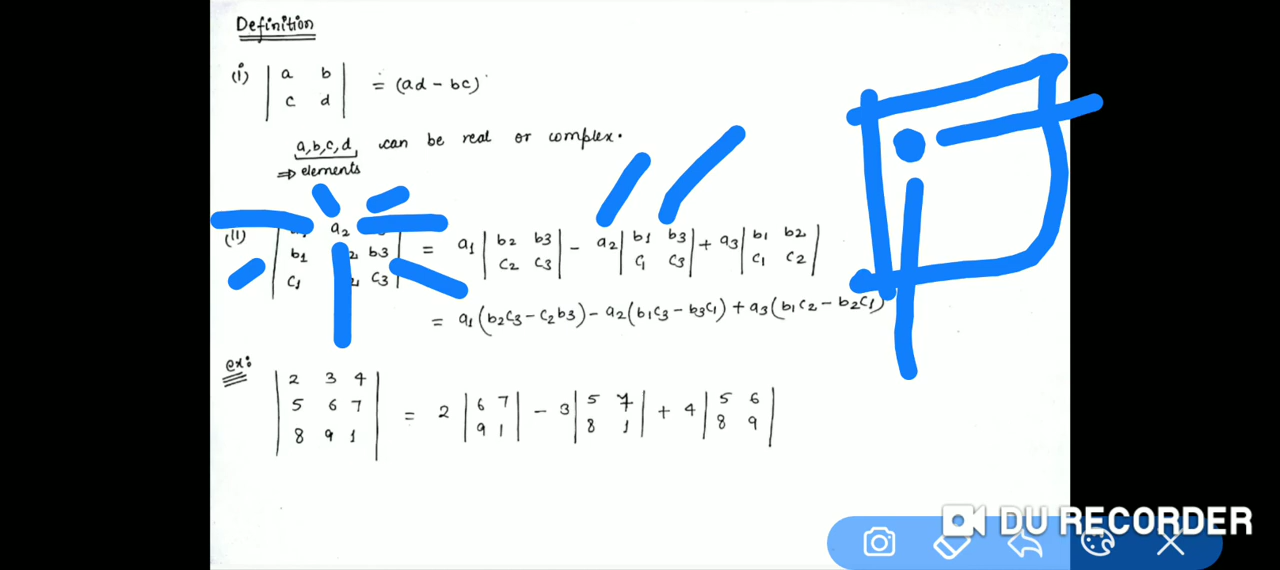 Definition
(i) | a b | = (ad - bc)
| c d |
a,b,c,d, can be real or complex.
⇒ elements
(ii) a2
| b1 b3 | = a1 | b2 b3 | - a2 | b1 b3 | + a3 | b1 b2 |
| c1 c3 | | c2 c3 | | c1 c3 | | c1 c2 |
= a1 (b2c3 - c2b3) - a2 (b1c3 - b3c1) + a3 (b1c2 - b2c1)
ex:
| 2 3 4 |
| 5 6 7 | = 2 | 6 7 | - 3 | 5 7 | + 4 | 5 6 |
| 8 9 1 | | 9 1 | | 8 1 | | 8 9 |
DU RECORDER